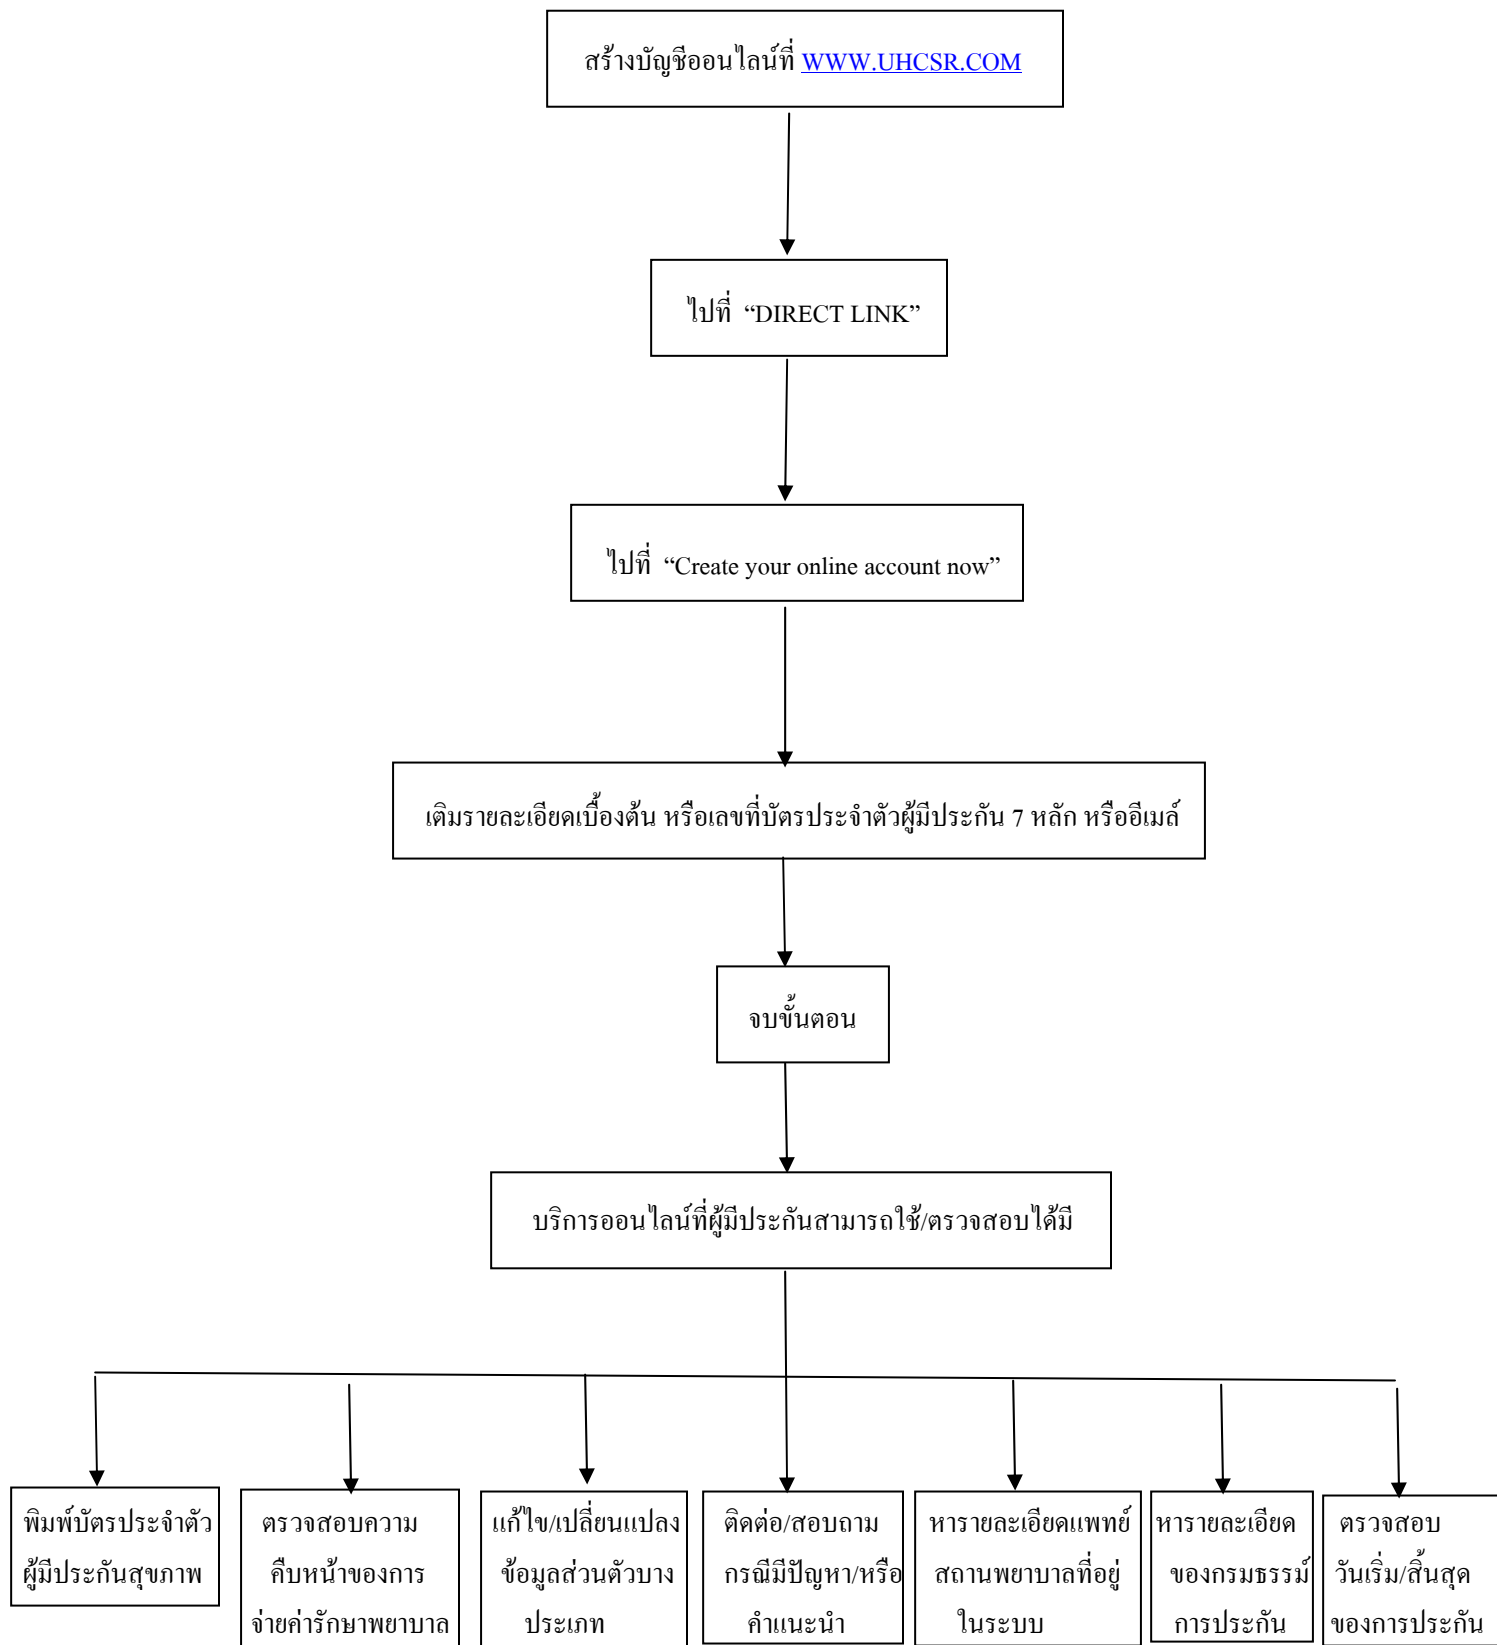 สร้างบัญชีออนไลน์ที่ WWW.UHCSR.COM
ไปที่ “DIRECT LINK”
ไปที่ “Create your online account now”
เติมรายละเอียดเบื้องต้น หรือเลขที่บัตรประจำตัวผู้มีประกัน 7 หลัก หรืออีเมล์
จบขั้นตอน
บริการออนไลน์ที่ผู้มีประกันสามารถใช้/ตรวจสอบได้มี
พิมพ์บัตรประจำตัว
ผู้มีประกันสุขภาพ
ตรวจสอบความ
คืบหน้าของการ
จ่ายค่ารักษาพยาบาล
แก้ไข/เปลี่ยนแปลง
ข้อมูลส่วนตัวบาง
ประเภท
ติดต่อ/สอบถาม
กรณีมีปัญหา/หรือ
คำแนะนำ
หารายละเอียดแพทย์
สถานพยาบาลที่อยู่
ในระบบ
หารายละเอียด
ของกรมธรรม์
การประกัน
ตรวจสอบ
วันเริ่ม/สิ้นสุด
ของการประกัน